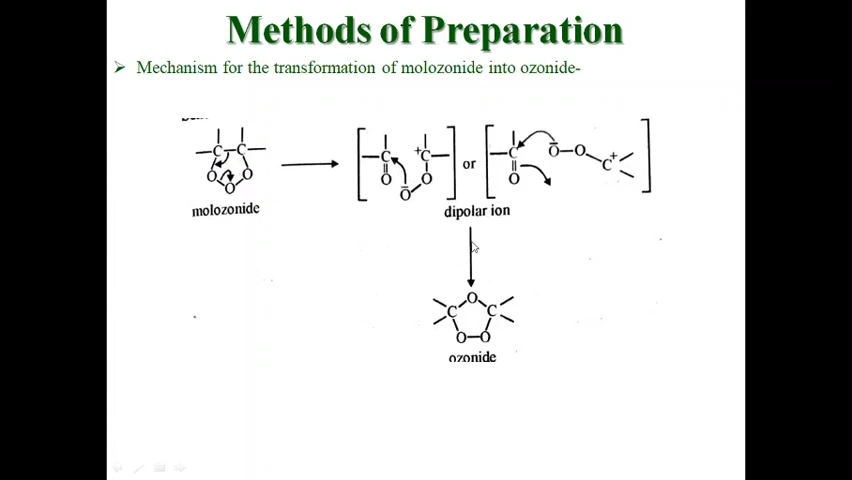 Methods of Preparation
➢ Mechanism for the transformation of molozonide into ozonide-
C C
O O
O
molozonide
C +C
O O
Ō
or
C
O
Ō O
C+
dipolar ion
O
C C
O O
ozonide